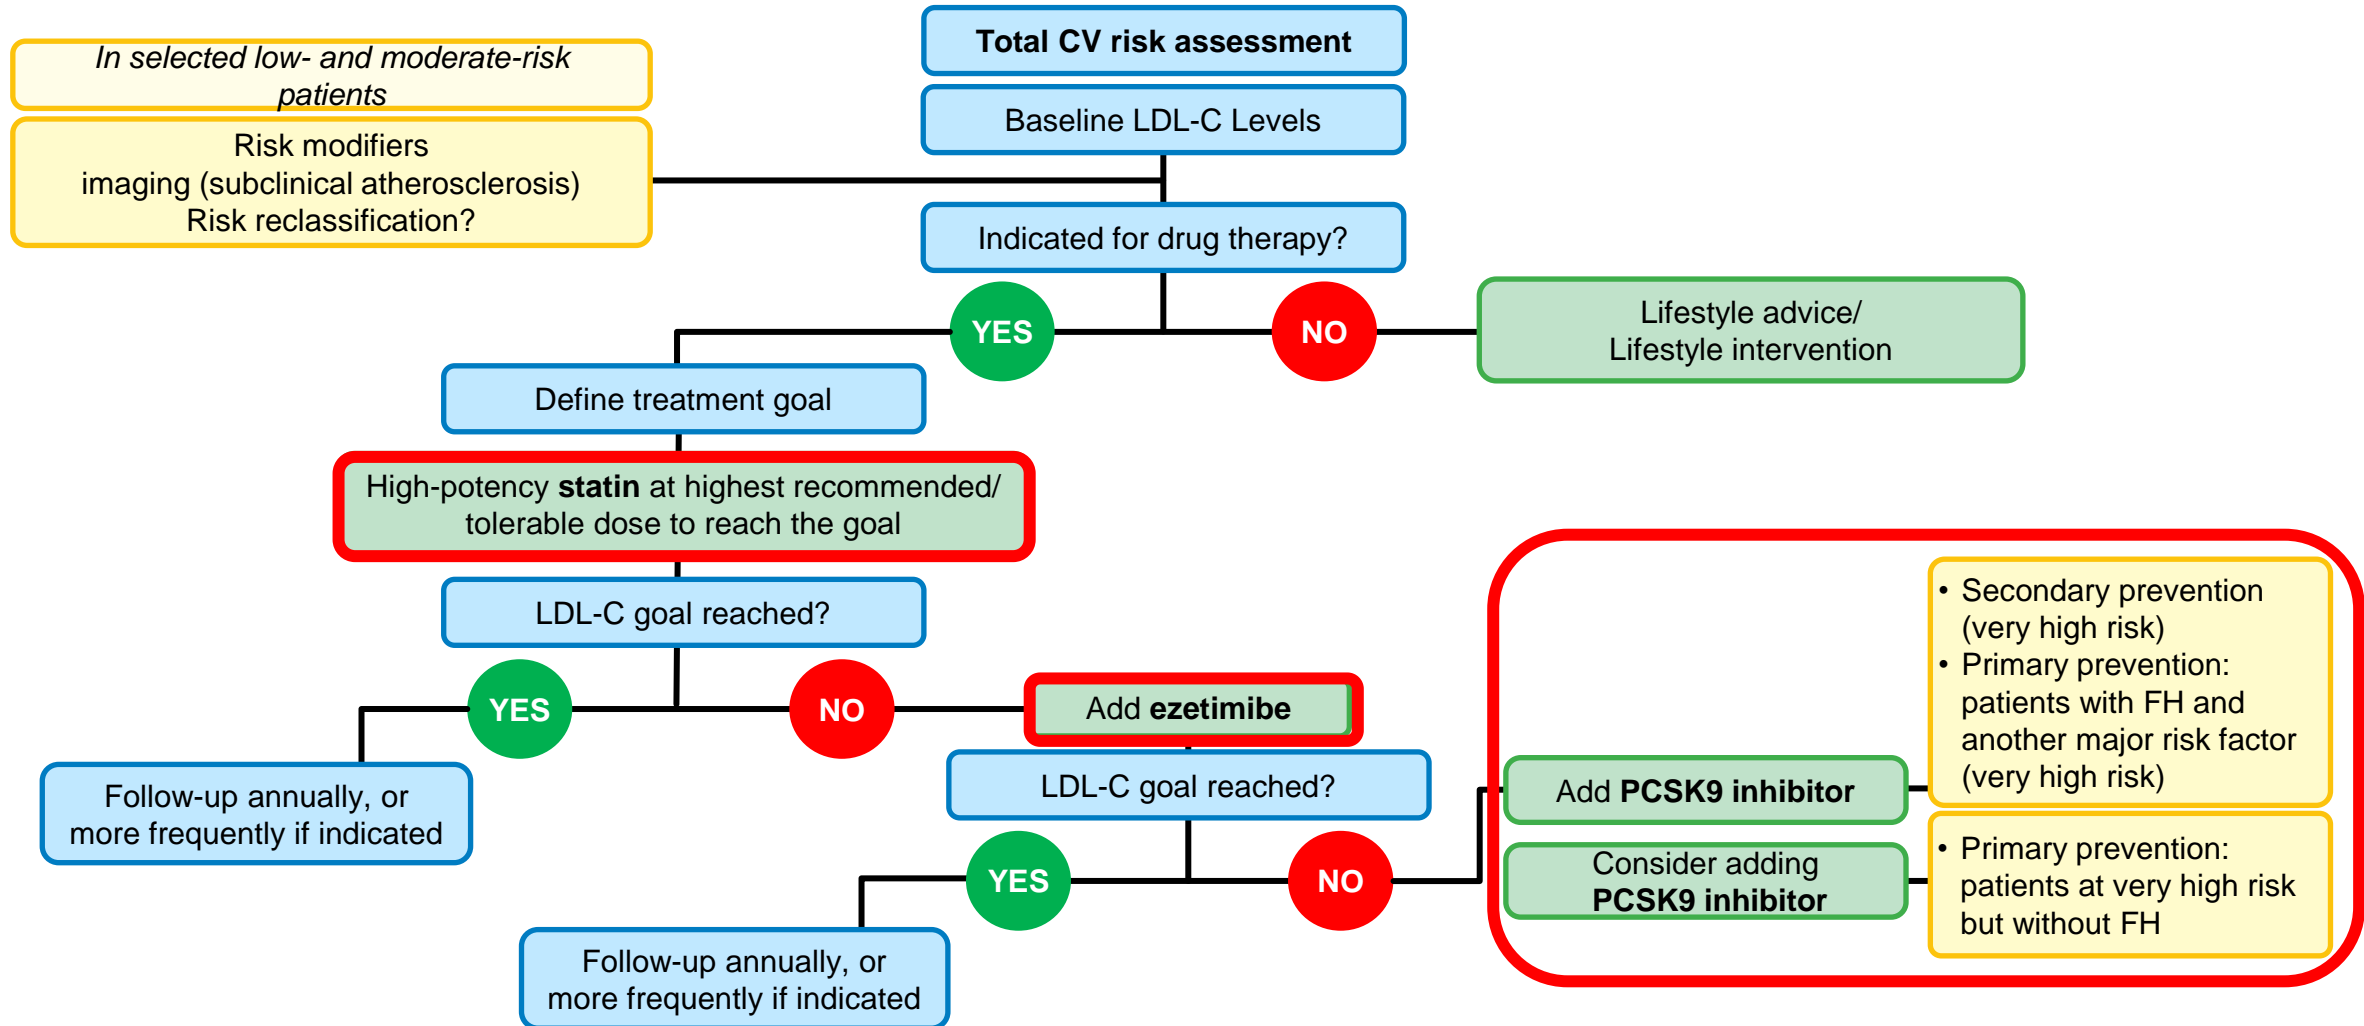 Total CV risk assessment
In selected low- and moderate-risk
patients
Baseline LDL-C Levels
Risk modifiers
imaging (subclinical atherosclerosis)
Risk reclassification?
Indicated for drug therapy?
YES
NO
Lifestyle advice/
Lifestyle intervention
Define treatment goal
High-potency statin at highest recommended/
tolerable dose to reach the goal
LDL-C goal reached?
YES
NO
Add ezetimibe
Follow-up annually, or
more frequently if indicated
LDL-C goal reached?
YES
NO
Follow-up annually, or
more frequently if indicated
Add PCSK9 inhibitor
• Secondary prevention
(very high risk)
• Primary prevention:
patients with FH and
another major risk factor
(very high risk)
Consider adding
PCSK9 inhibitor
• Primary prevention:
patients at very high risk
but without FH